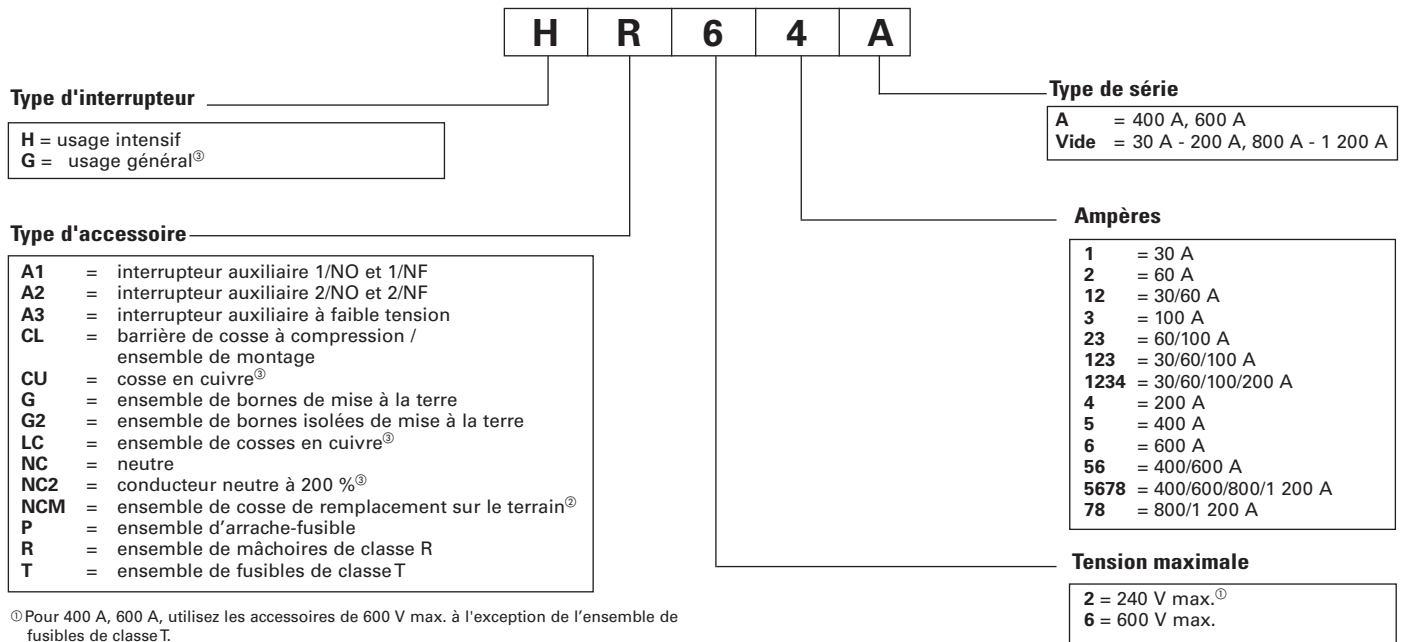 H R 6 4 A
Type d'interrupteur
H = usage intensif
G = usage général③
Type d'accessoire
A1 = interrupteur auxiliaire 1/NO et 1/NF
A2 = interrupteur auxiliaire 2/NO et 2/NF
A3 = interrupteur auxiliaire à faible tension
CL = barrière de cosse à compression /
ensemble de montage
CU = cosse en cuivre③
G = ensemble de bornes de mise à la terre
G2 = ensemble de bornes isolées de mise à la terre
LC = ensemble de cosses en cuivre③
NC = neutre
NC2 = conducteur neutre à 200 %③
NCM = ensemble de cosse de remplacement sur le terrain②
P = ensemble d'arrache-fusible
R = ensemble de mâchoires de classe R
T = ensemble de fusibles de classe T
①Pour 400 A, 600 A, utilisez les accessoires de 600 V max. à l'exception de l'ensemble de
fusibles de classe T.
Type de série
A = 400 A, 600 A
Vide = 30 A - 200 A, 800 A - 1 200 A
Ampères
1 = 30 A
2 = 60 A
12 = 30/60 A
3 = 100 A
23 = 60/100 A
123 = 30/60/100 A
1234 = 30/60/100/200 A
4 = 200 A
5 = 400 A
6 = 600 A
56 = 400/600 A
5678 = 400/600/800/1 200 A
78 = 800/1 200 A
Tension maximale
2 = 240 V max.①
6 = 600 V max.